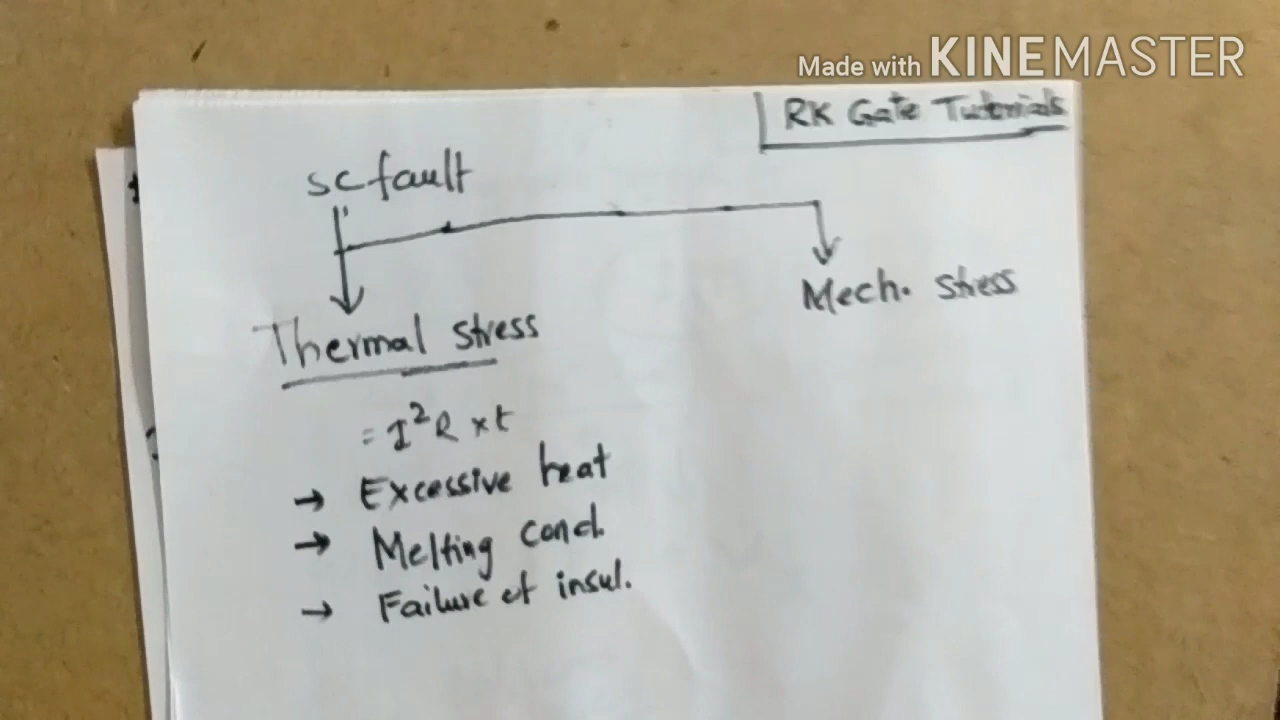 Made with KINEMASTER
RK Gate Tutorials
sc fault
Thermal stress
Mech. stress
= I²R × t
→ Excessive heat
→ Melting cond.
→ Failure of insul.